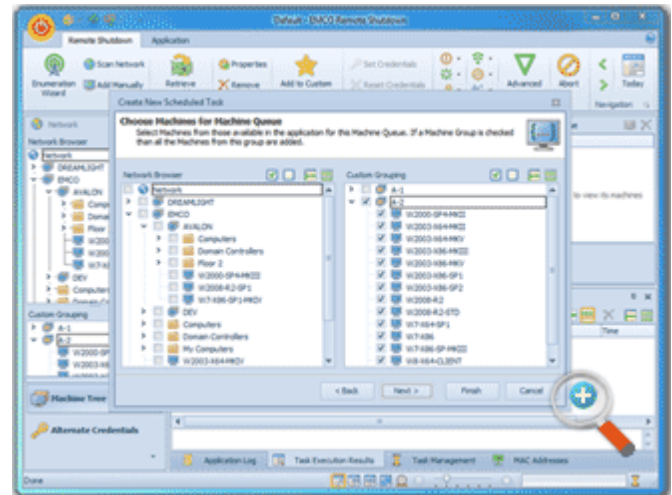 Default - EMCO Remote Shutdown
Remote Shutdown Application
Enumeration Wizard
Scan Network
Add Manually
Retrieve
Properties
Remove
Add to Custom
Set Credentials
Reset Credentials
Advanced
Abort
Today
Navigation
Create New Scheduled Task
Choose Machines for Machine Queue
Select Machines from those available in the application for this Machine Queue. If a Machine Group is checked
than all the Machines from this group are added.
Network
Network Browser
Network
DREAMLIGHT
EMCO
AVALON
Floor
DEV
Computers
Custom Grouping
A-1
A-2
Machine Tree
Alternate Credentials
Network Browser
Network
DREAMLIGHT
EMCO
AVALON
Computers
Domain Controllers
Floor 2
W2000-SP4-MKIII
W2008-R2-SP1
W7-X86-SP1-MKIV
DEV
Computers
Domain Controllers
My Computers
W2003-X64-MKIV
Custom Grouping
A-1
A-2
W2000-SP4-MKII
W2003-X64-MKII
W2003-X64-MKV
W2003-X86-MKIII
W2003-X86-SP1
W2003-X86-SP2
W2008-R2
W2008-R2-STD
W7-X64-SP1
W7-X86
W7-X86-SP-MKIII
W8-X64-CLIENT
to view its machines
Time
< Back
Next >
Finish
Cancel
Application Log
Task Execution Results
Task Management
MAC Addresses
Done